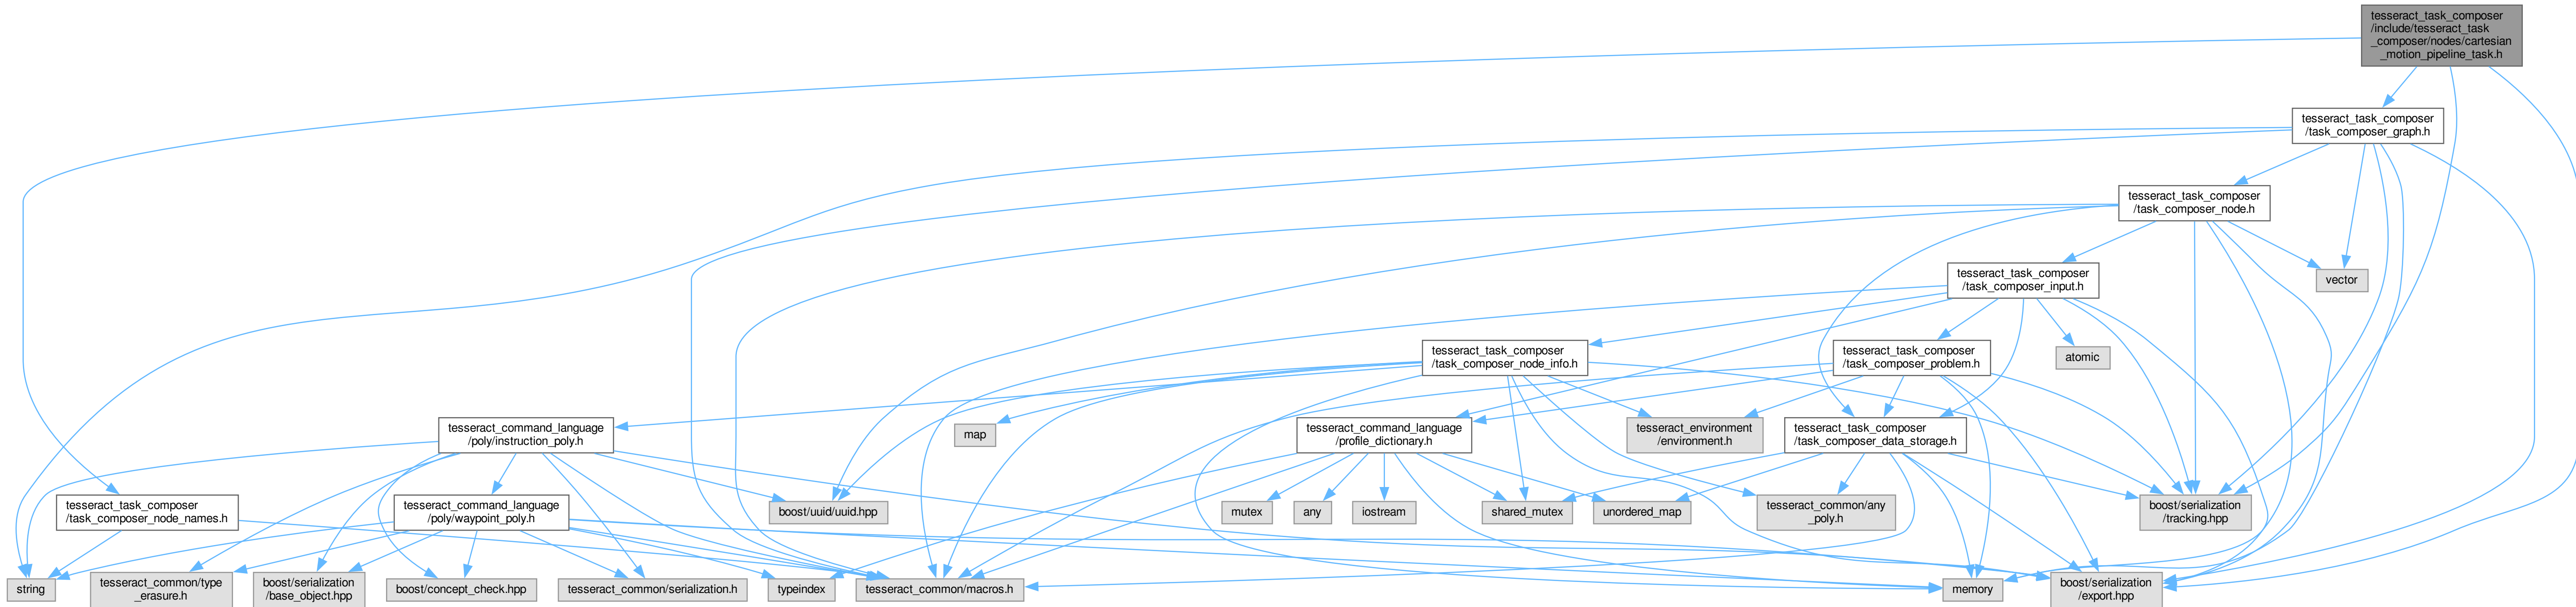 tesseract_task_composer
/include/tesseract_task
_composer/nodes/cartesian
_motion_pipeline_task.h
tesseract_task_composer
/task_composer_graph.h
tesseract_task_composer
/task_composer_node.h
tesseract_task_composer
/task_composer_input.h
vector
tesseract_task_composer
/task_composer_node_info.h
tesseract_task_composer
/task_composer_problem.h
atomic
tesseract_command_language
/poly/instruction_poly.h
map
tesseract_command_language
/profile_dictionary.h
tesseract_environment
/environment.h
tesseract_task_composer
/task_composer_data_storage.h
tesseract_task_composer
/task_composer_node_names.h
tesseract_command_language
/poly/waypoint_poly.h
boost/uuid/uuid.hpp
mutex
any
iostream
shared_mutex
unordered_map
tesseract_common/any
_poly.h
boost/serialization
/tracking.hpp
string
tesseract_common/type
_erasure.h
boost/serialization
/base_object.hpp
boost/concept_check.hpp
tesseract_common/serialization.h
typeindex
tesseract_common/macros.h
memory
boost/serialization
/export.hpp